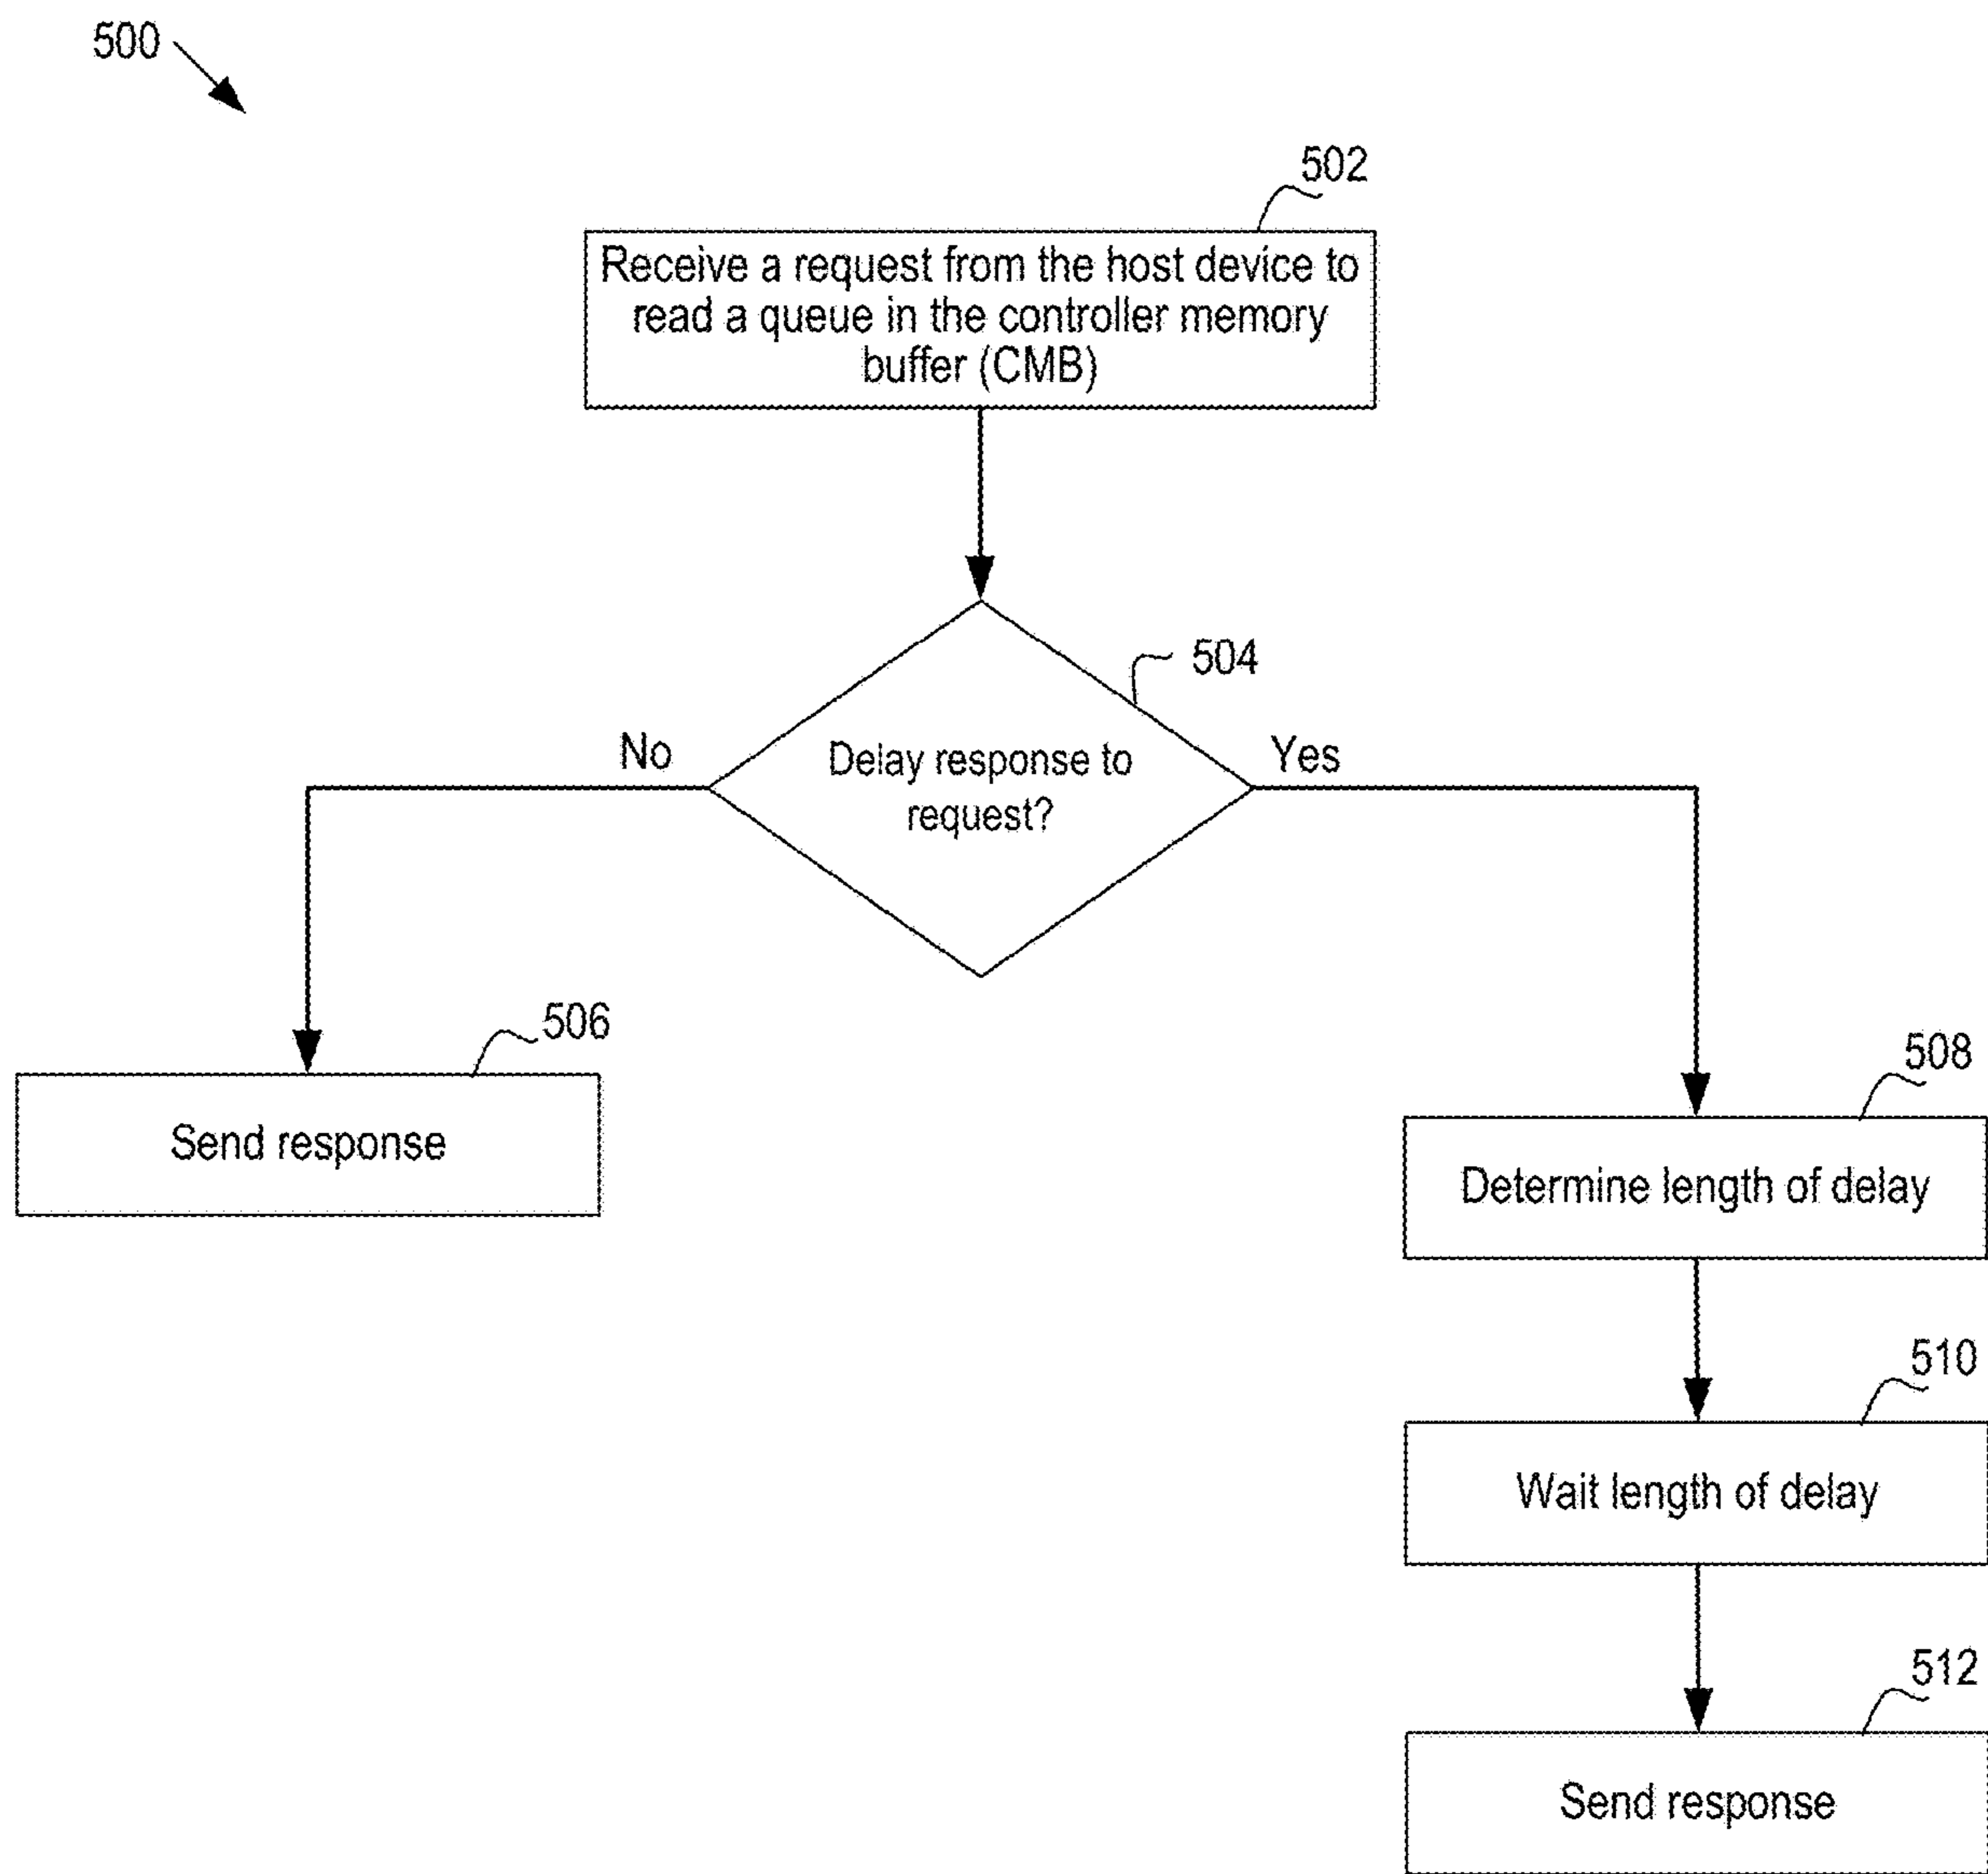 500
502
Receive a request from the host device to
read a queue in the controller memory
buffer (CMB)
504
No
Delay response to
request?
Yes
506
Send response
508
Determine length of delay
510
Wait length of delay
512
Send response